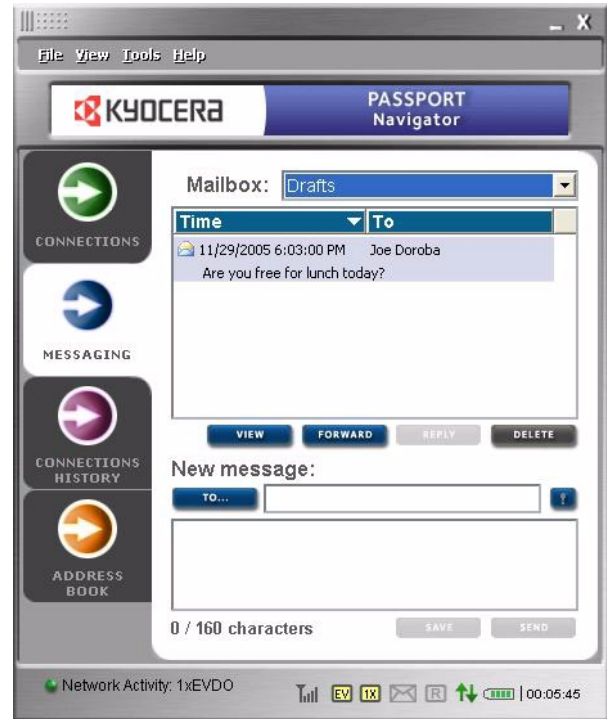 X
File View Tools Help
KYOCERA
PASSPORT
Navigator
Mailbox: Drafts
Time To
CONNECTIONS
11/29/2005 6:03:00 PM Joe Doroba
Are you free for lunch today?
MESSAGING
VIEW FORWARD REPLY DELETE
CONNECTIONS
HISTORY
New message:
TO... ?
ADDRESS
BOOK
0 / 160 characters SAVE SEND
Network Activity: 1xEVDO EV 1X R 00:05:45